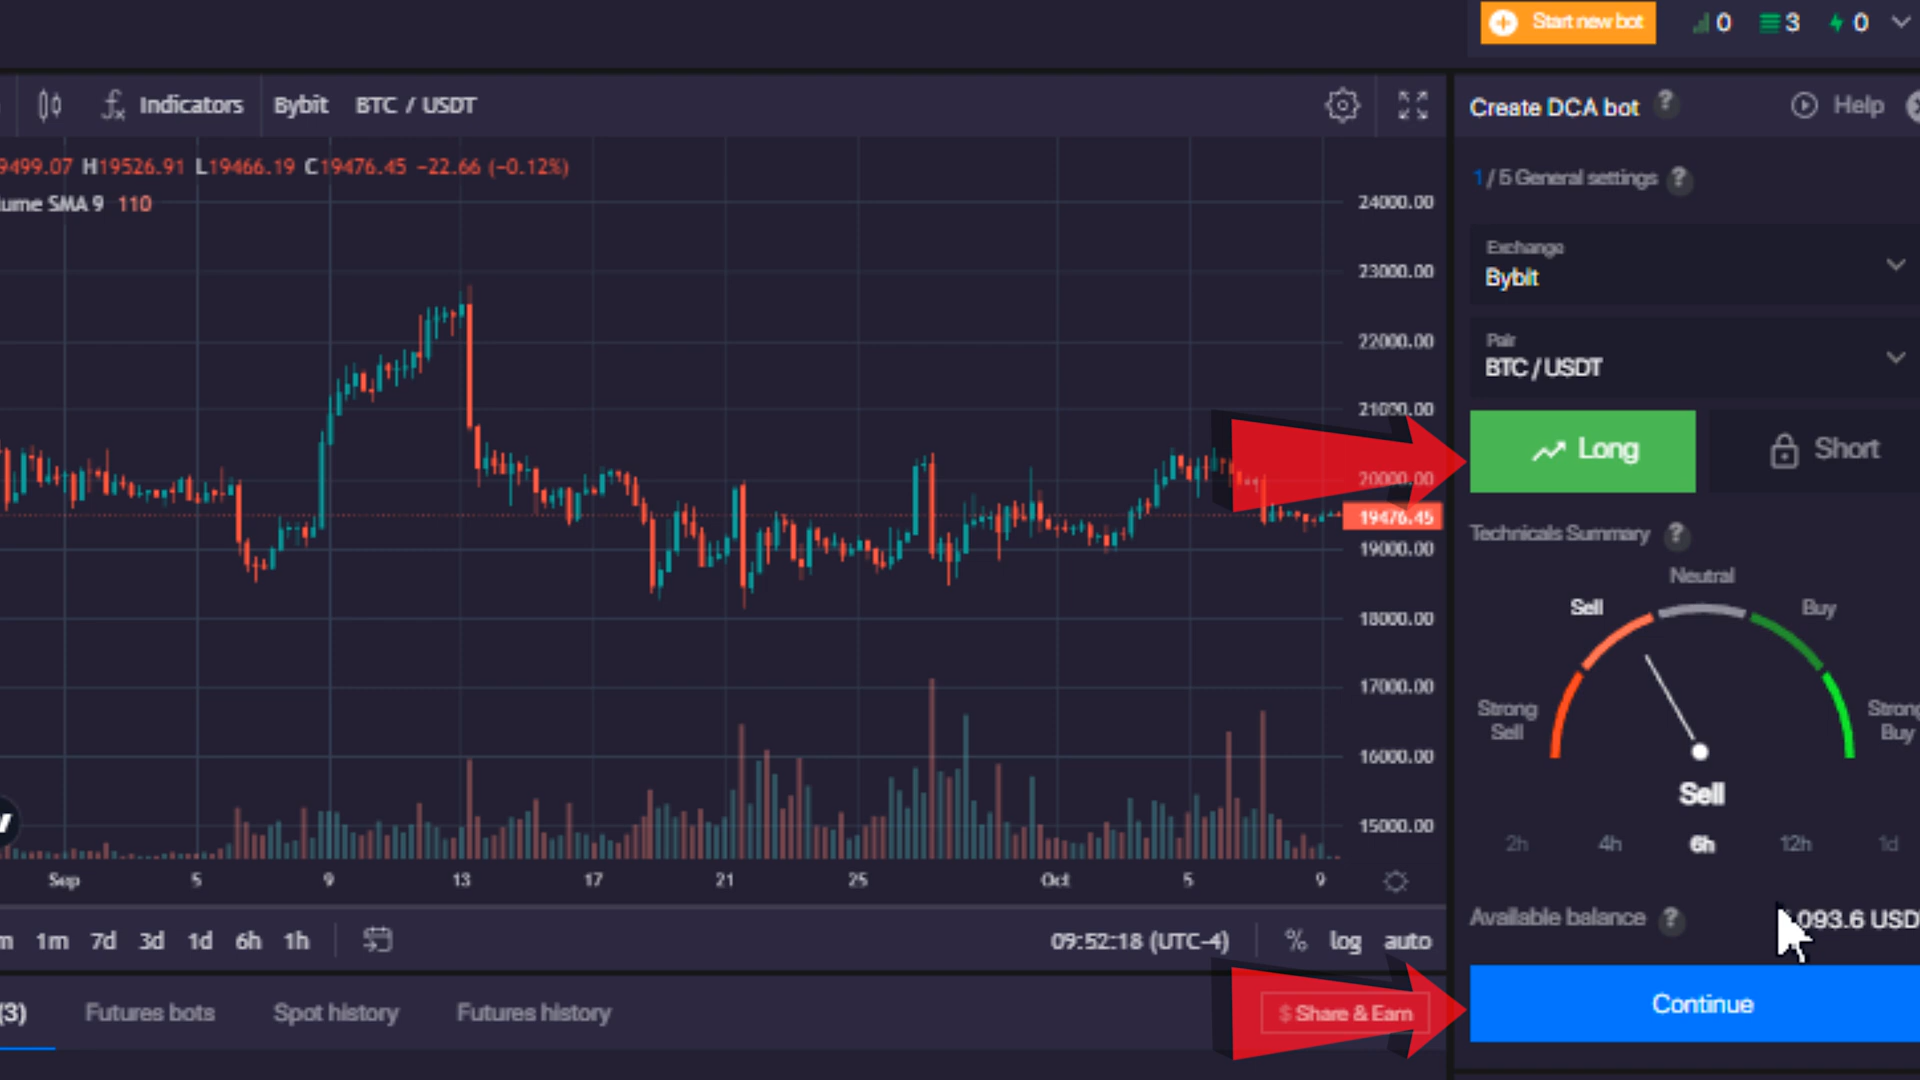 Start new bot 0 3 0
Indicators Bybit BTC / USDT
Create DCA bot ? Help
9499.07 H19526.91 L19466.19 C19476.45 −22.66 (−0.12%)
ume SMA 9 110
1 / 5 General settings ?
Exchange
Bybit
Pair
BTC / USDT
Long Short
Technicals Summary ?
Neutral
Sell Buy
Strong Sell
Strong Buy
Sell
2h 4h 6h 12h 1d
Available balance ? 093.6 USD
Continue
24000.00
23000.00
22000.00
21000.00
20000.00
19476.45
19000.00
18000.00
17000.00
16000.00
15000.00
Sep 5 9 13 17 21 25 Oct 5 9
m 1m 7d 3d 1d 6h 1h 09:52:18 (UTC-4) % log auto
(3) Futures bots Spot history Futures history $ Share & Earn